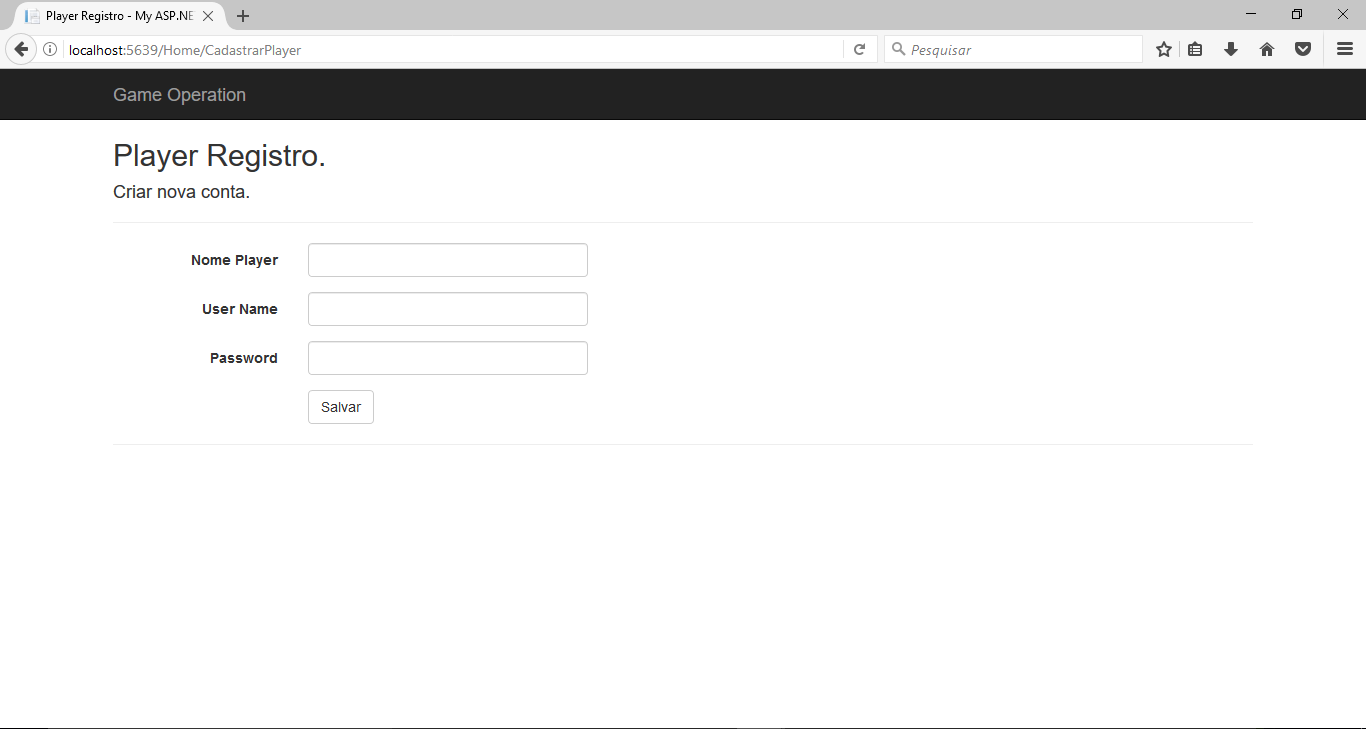 Player Registro - My ASP.NE
localhost:5639/Home/CadastrarPlayer
Pesquisar
Game Operation
Player Registro.
Criar nova conta.
Nome Player
User Name
Password
Salvar